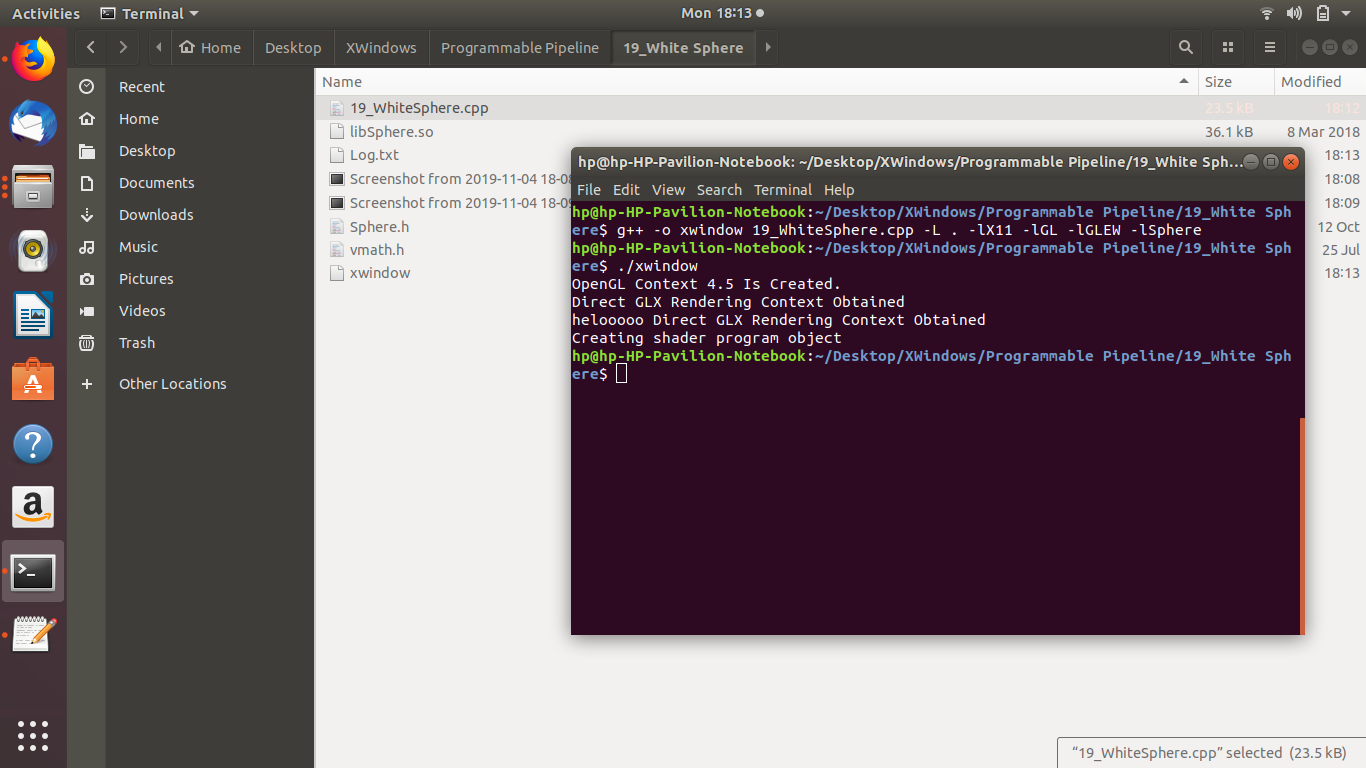 Activities Terminal Mon 18:13
Home Desktop XWindows Programmable Pipeline 19_White Sphere
Recent
Home
Desktop
Documents
Downloads
Music
Pictures
Videos
Trash
Other Locations
Name Size Modified
19_WhiteSphere.cpp 23.5 kB 18:12
libSphere.so 36.1 kB 8 Mar 2018
Log.txt 18:13
Screenshot from 2019-11-04 18-08 18:08
Screenshot from 2019-11-04 18-09 18:09
Sphere.h 12 Oct
vmath.h 25 Jul
xwindow 18:13
hp@hp-HP-Pavilion-Notebook: ~/Desktop/XWindows/Programmable Pipeline/19_White Sph...
File Edit View Search Terminal Help
hp@hp-HP-Pavilion-Notebook:~/Desktop/XWindows/Programmable Pipeline/19_White Sph
ere$ g++ -o xwindow 19_WhiteSphere.cpp -L . -lX11 -lGL -lGLEW -lSphere
hp@hp-HP-Pavilion-Notebook:~/Desktop/XWindows/Programmable Pipeline/19_White Sph
ere$ ./xwindow
OpenGL Context 4.5 Is Created.
Direct GLX Rendering Context Obtained
helooooo Direct GLX Rendering Context Obtained
Creating shader program object
hp@hp-HP-Pavilion-Notebook:~/Desktop/XWindows/Programmable Pipeline/19_White Sph
ere$
“19_WhiteSphere.cpp” selected (23.5 kB)